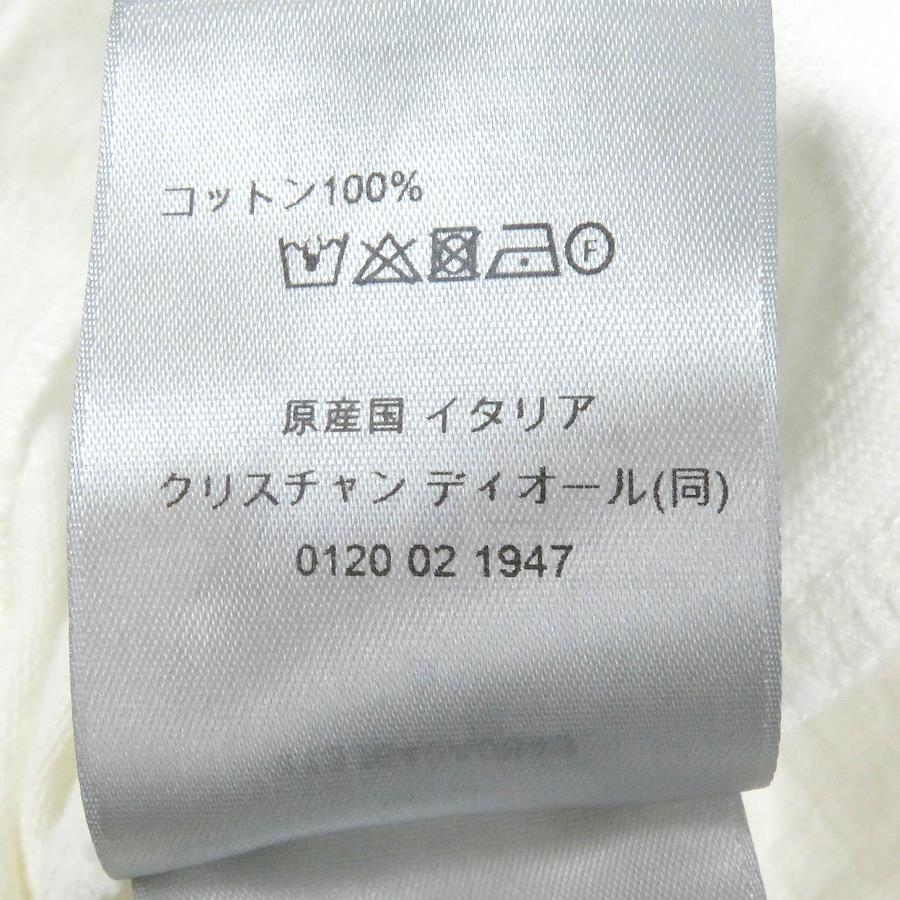 コットン100%
F
原産国 イタリア
クリスチャン ディオール(同)
0120 02 1947